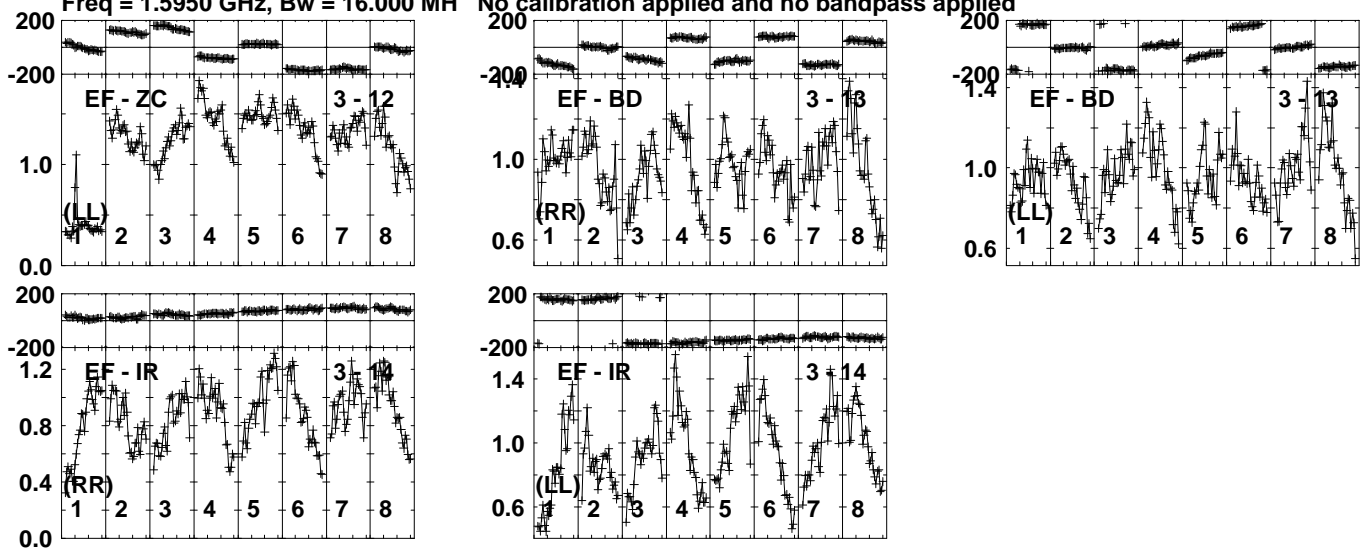 Freq = 1.5950 GHz, Bw = 16.000 MH No calibration applied and no bandpass applied
200
-200
EF - ZC 3 - 12
1.0
(LL)
1 2 3 4 5 6 7 8
0.0
200
-200
1.4
EF - BD 3 - 13
1.0
(RR)
0.6
1 2 3 4 5 6 7 8
200
-200
1.4
EF - BD 3 - 13
1.0
(LL)
0.6
1 2 3 4 5 6 7 8
200
-200
1.2
EF - IR 3 - 14
0.8
0.4
(RR)
1 2 3 4 5 6 7 8
0.0
200
-200
EF - IR 3 - 14
1.4
1.0
(LL)
0.6
1 2 3 4 5 6 7 8